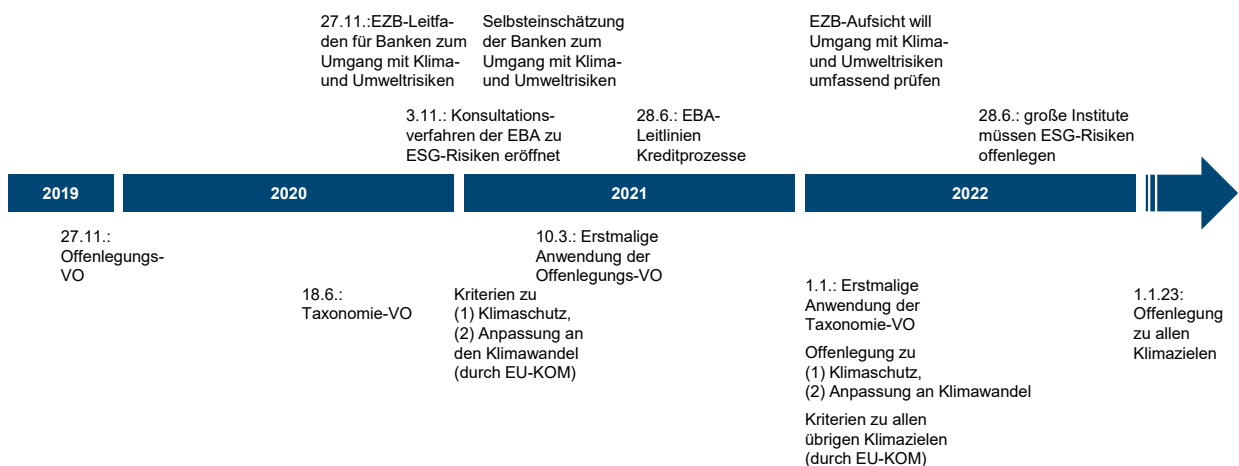 27.11.:EZB-Leitfa-
den für Banken zum
Umgang mit Klima-
und Umweltrisiken
Selbsteinschätzung
der Banken zum
Umgang mit Klima-
und Umweltrisiken
EZB-Aufsicht will
Umgang mit Klima-
und Umweltrisiken
umfassend prüfen
3.11.: Konsultations-
verfahren der EBA zu
ESG-Risiken eröffnet
28.6.: EBA-
Leitlinien
Kreditprozesse
28.6.: große Institute
müssen ESG-Risiken
offenlegen
2019
2020
2021
2022
27.11.:
Offenlegungs-
VO
18.6.:
Taxonomie-VO
10.3.: Erstmalige
Anwendung der
Offenlegungs-VO
Kriterien zu
(1) Klimaschutz,
(2) Anpassung an
den Klimawandel
(durch EU-KOM)
1.1.: Erstmalige
Anwendung der
Taxonomie-VO
Offenlegung zu
(1) Klimaschutz,
(2) Anpassung an Klimawandel
Kriterien zu allen
übrigen Klimazielen
(durch EU-KOM)
1.1.23:
Offenlegung
zu allen
Klimazielen